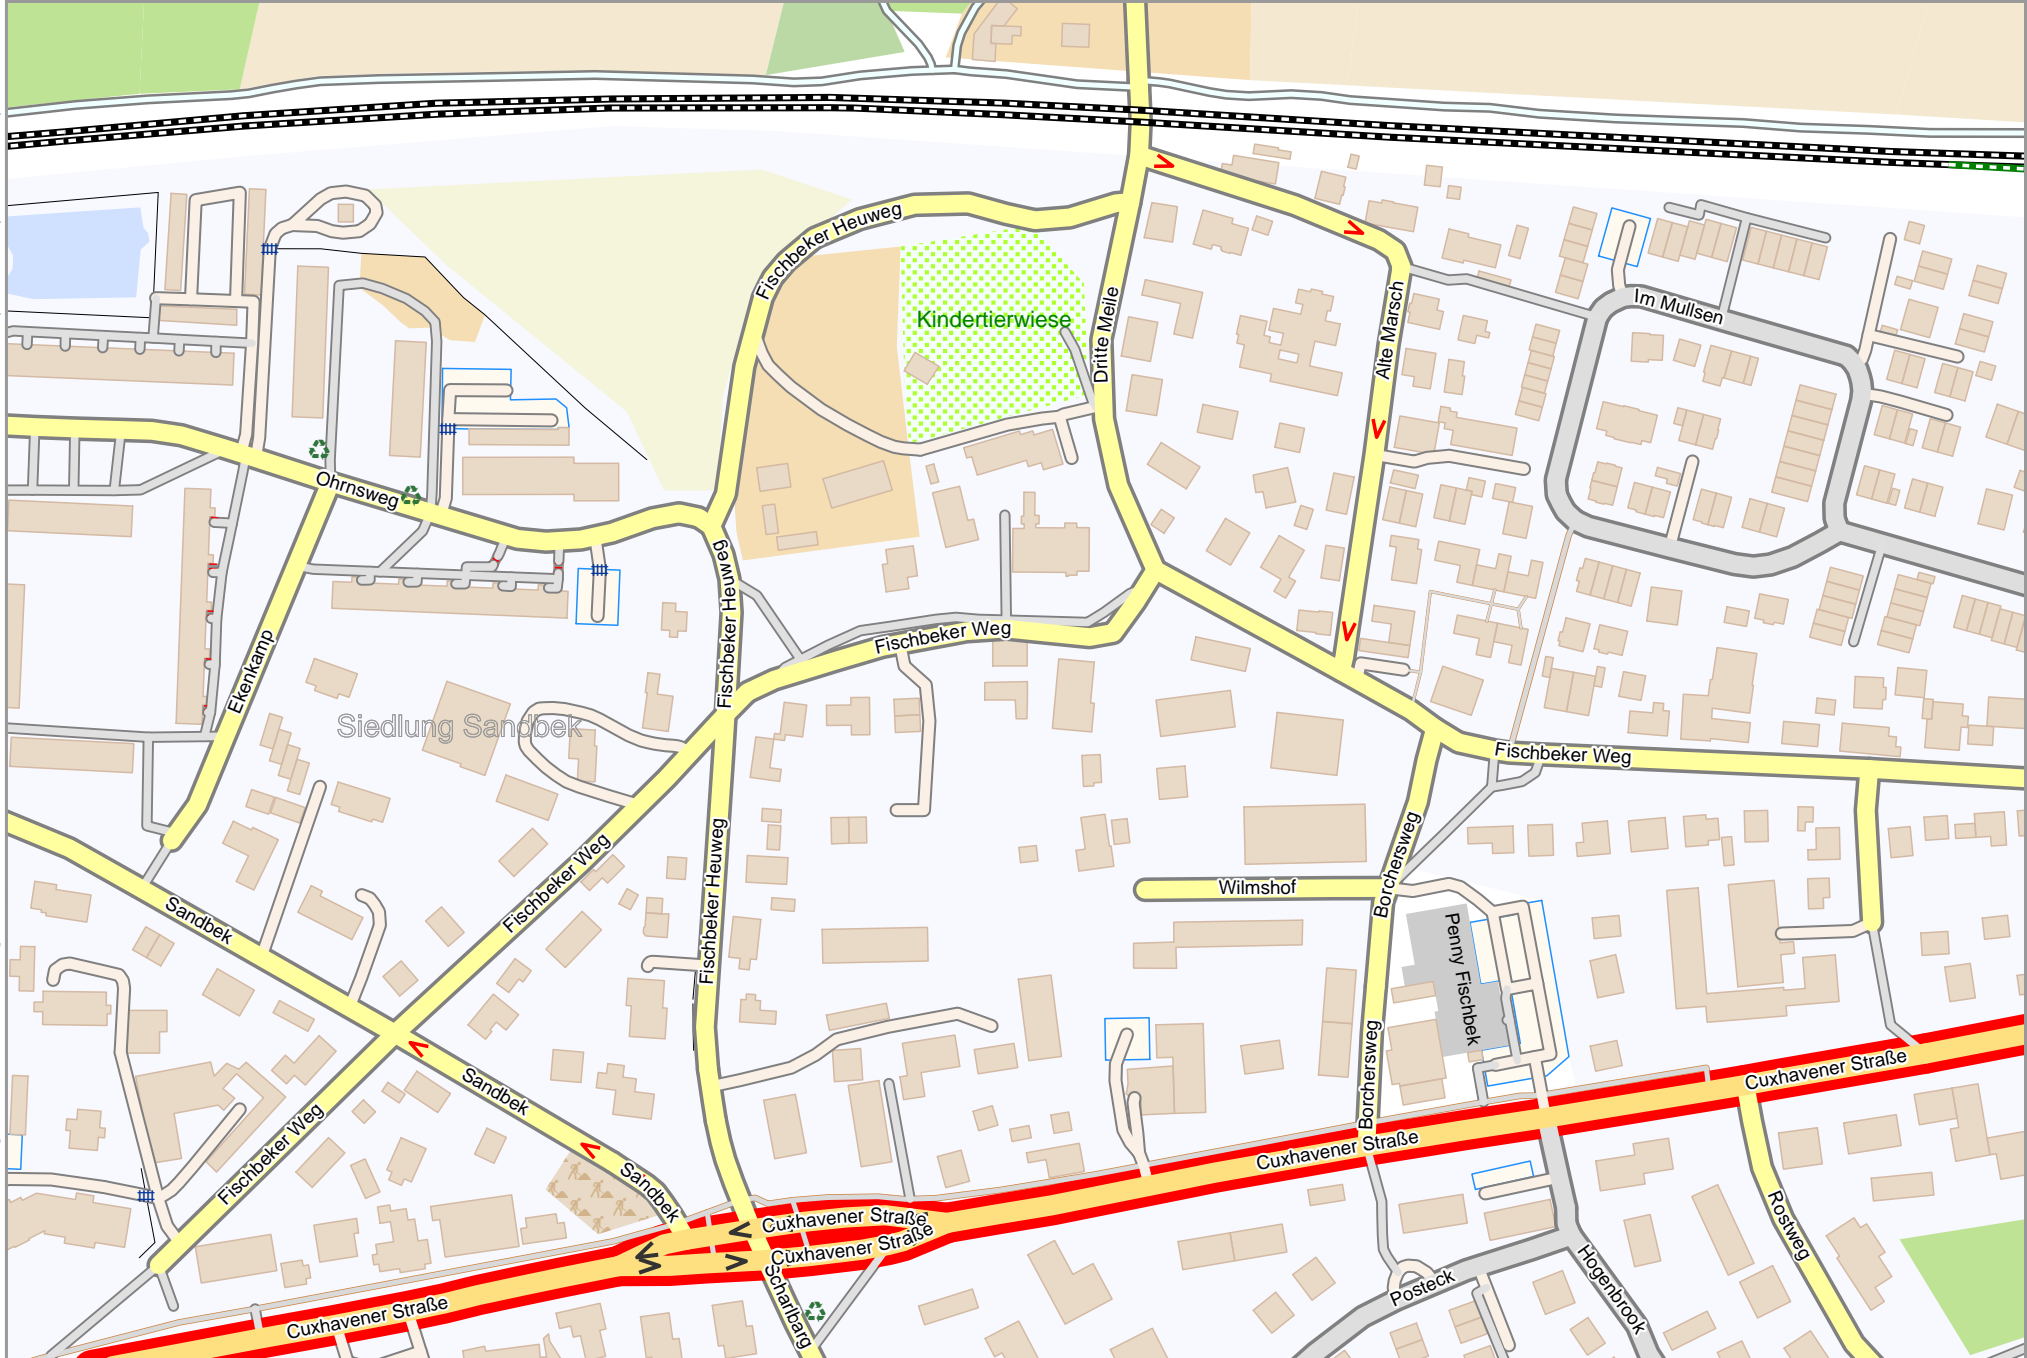 Fischbeker Heuweg
Kindertierwiese
Dritte Meile
Alte Marsch
Im Mullsen
Ohrnsweg
Fischbeker Heuweg
Fischbeker Weg
Ekenkamp
Siedlung Sandbek
Fischbeker Weg
Fischbeker Weg
Fischbeker Heuweg
Borchersweg
Wilmshof
Sandbek
Penny Fischbek
Sandbek
Fischbeker Weg
Borchersweg
Cuxhavener Straße
Cuxhavener Straße
Sandbek
Cuxhavener Straße
Cuxhavener Straße
Rostweg
Scharlbarg
Posteck
Hogenbrook
Cuxhavener Straße